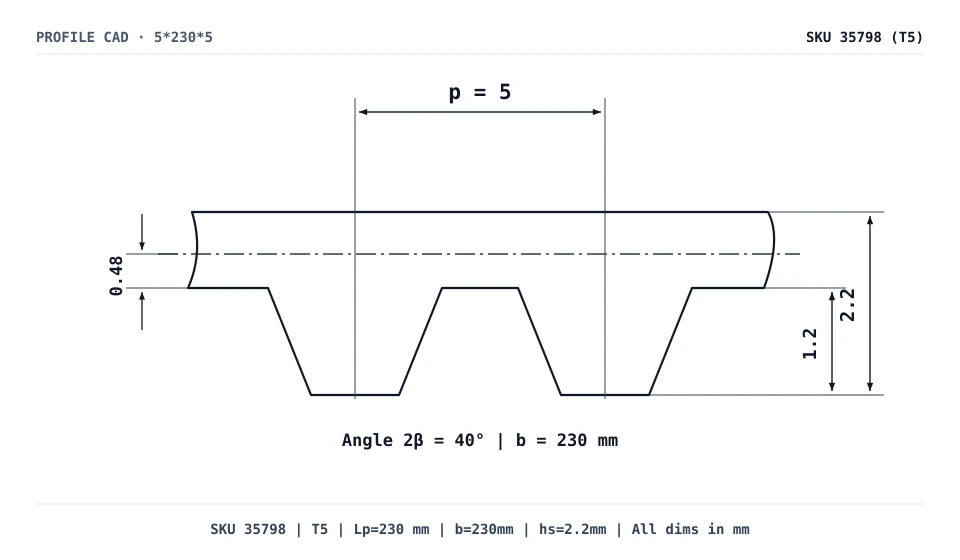 PROFILE CAD · 5*230*5
SKU 35798 (T5)
p = 5
0.48
2.2
1.2
Angle 2β = 40° | b = 230 mm
SKU 35798 | T5 | Lp=230 mm | b=230mm | hs=2.2mm | All dims in mm